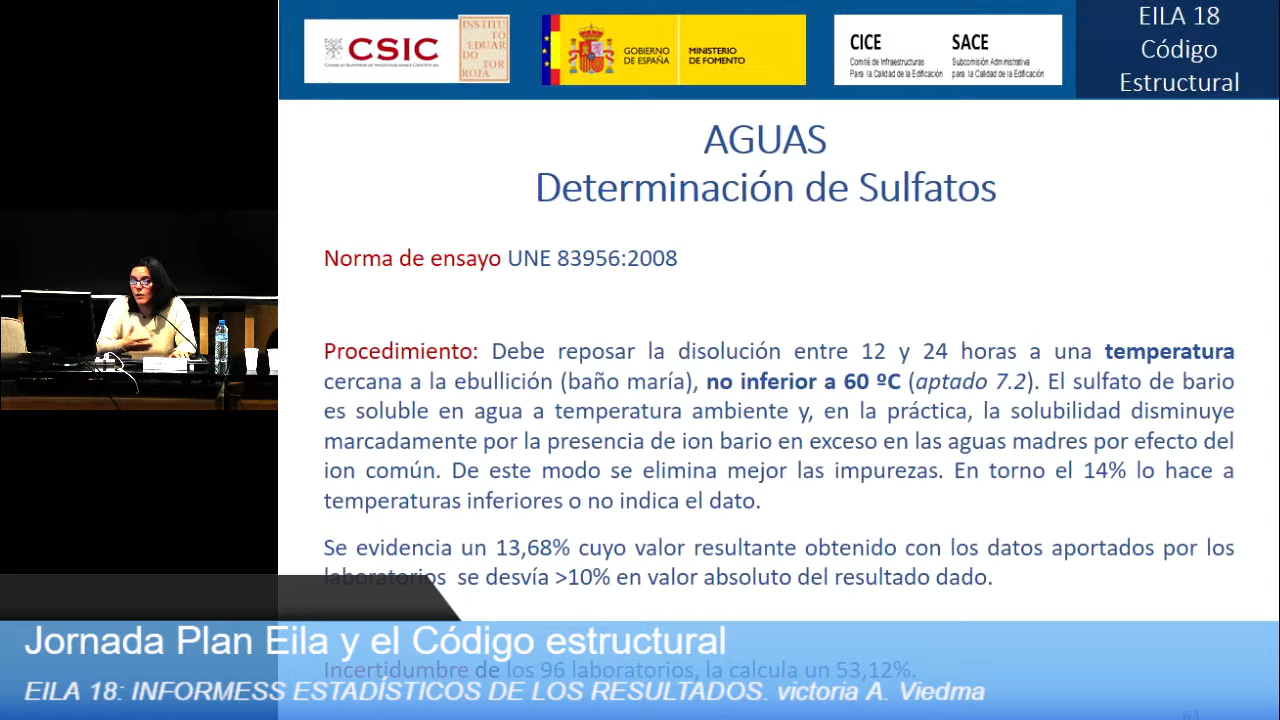 CSIC
CONSEJO SUPERIOR DE INVESTIGACIONES CIENTÍFICAS
INSTITU
TO EDUAR
DO TOR
ROJA
GOBIERNO
DE ESPAÑA
MINISTERIO
DE FOMENTO
CICE
Comité de Infraestructuras
Para la Calidad de la Edificación
SACE
Subcomisión Administrativa
para la Calidad de la Edificación
EILA 18
Código
Estructural
AGUAS
Determinación de Sulfatos
Norma de ensayo UNE 83956:2008
Procedimiento: Debe reposar la disolución entre 12 y 24 horas a una temperatura
cercana a la ebullición (baño maría), no inferior a 60 ºC (aptado 7.2). El sulfato de bario
es soluble en agua a temperatura ambiente y, en la práctica, la solubilidad disminuye
marcadamente por la presencia de ion bario en exceso en las aguas madres por efecto del
ion común. De este modo se elimina mejor las impurezas. En torno el 14% lo hace a
temperaturas inferiores o no indica el dato.
Se evidencia un 13,68% cuyo valor resultante obtenido con los datos aportados por los
laboratorios se desvía >10% en valor absoluto del resultado dado.
Jornada Plan Eila y el Código estructural
Incertidumbre de los 96 laboratorios, la calcula un 53,12%.
EILA 18: INFORMESS ESTADÍSTICOS DE LOS RESULTADOS. victoria A. Viedma
63